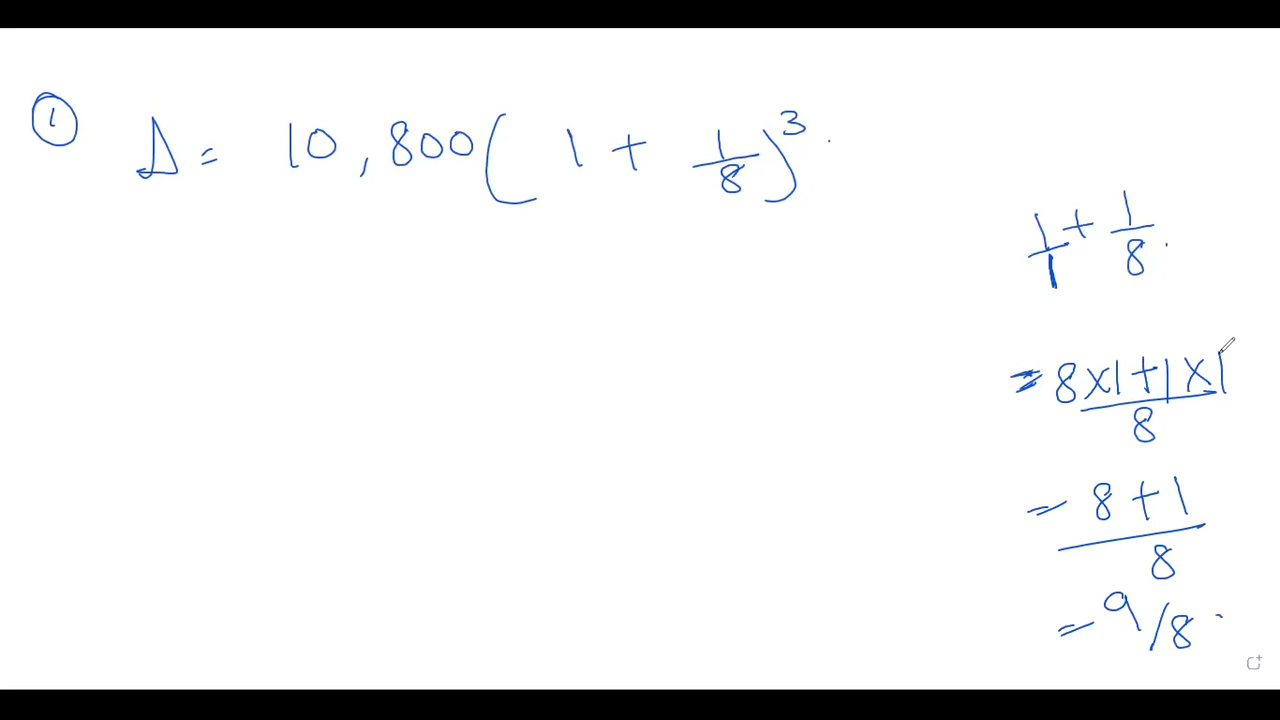 ① A = 10,800 ( 1 + 1/8 )³.
1/1 + 1/8.
= 8×1+1×1 / 8
= 8+1 / 8
= 9/8.